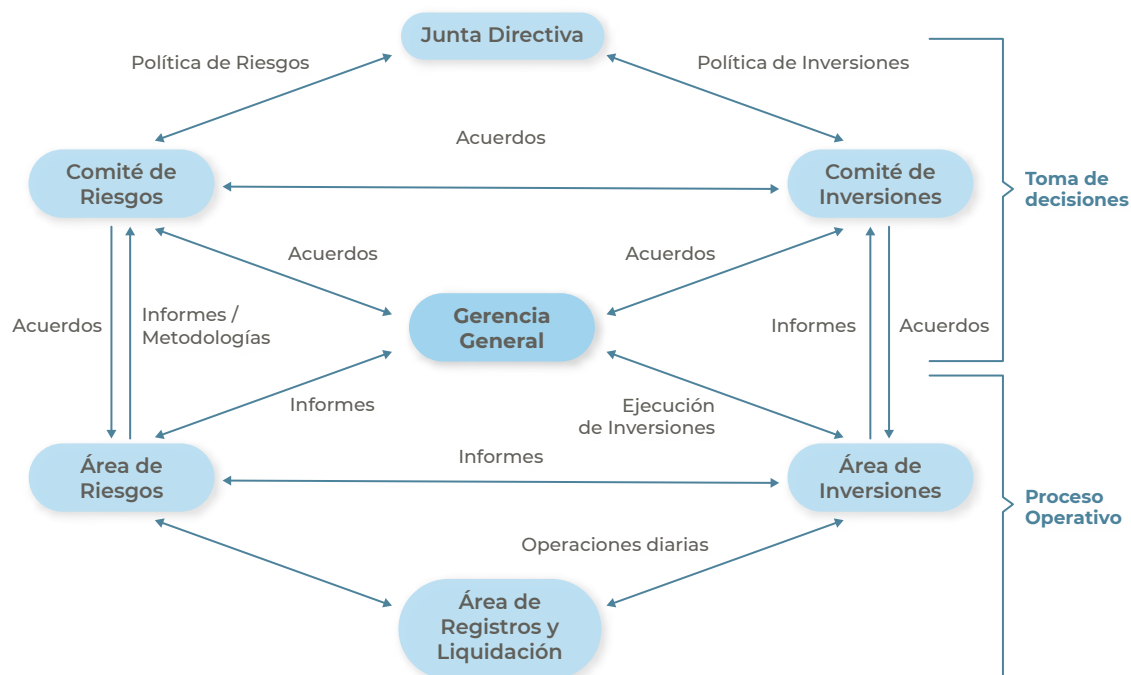 Junta Directiva
Política de Riesgos
Política de Inversiones
Acuerdos
Comité de
Riesgos
Comité de
Inversiones
Toma de
decisiones
Acuerdos
Acuerdos
Gerencia
General
Acuerdos
Informes /
Metodologías
Informes
Acuerdos
Informes
Ejecución
de Inversiones
Informes
Área de
Riesgos
Área de
Inversiones
Proceso
Operativo
Operaciones diarias
Área de
Registros y
Liquidación